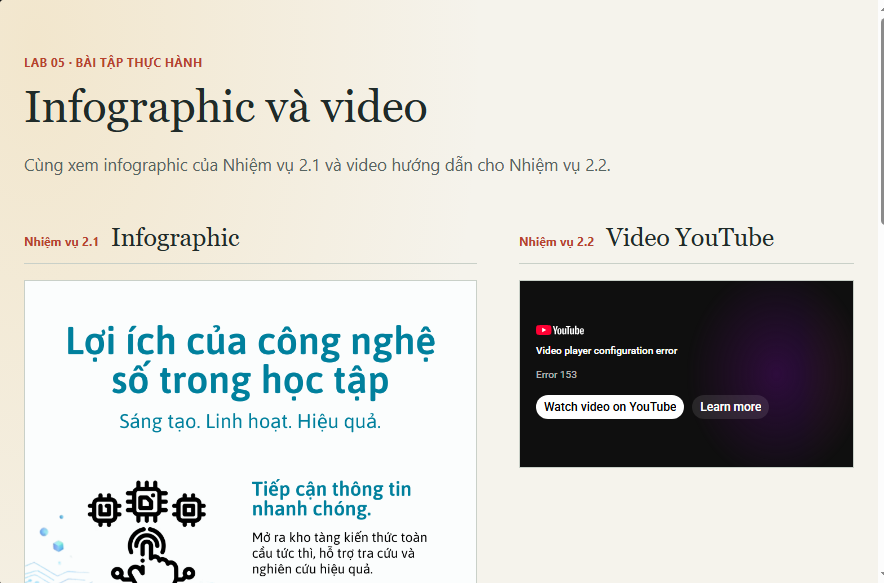 LAB 05 · BÀI TẬP THỰC HÀNH
Infographic và video
Cùng xem infographic của Nhiệm vụ 2.1 và video hướng dẫn cho Nhiệm vụ 2.2.
Nhiệm vụ 2.1 Infographic
Lợi ích của công nghệ
số trong học tập
Sáng tạo. Linh hoạt. Hiệu quả.
Tiếp cận thông tin
nhanh chóng.
Mở ra kho tàng kiến thức toàn
cầu tức thì, hỗ trợ tra cứu và
nghiên cứu hiệu quả.
Nhiệm vụ 2.2 Video YouTube
YouTube
Video player configuration error
Error 153
Watch video on YouTube
Learn more